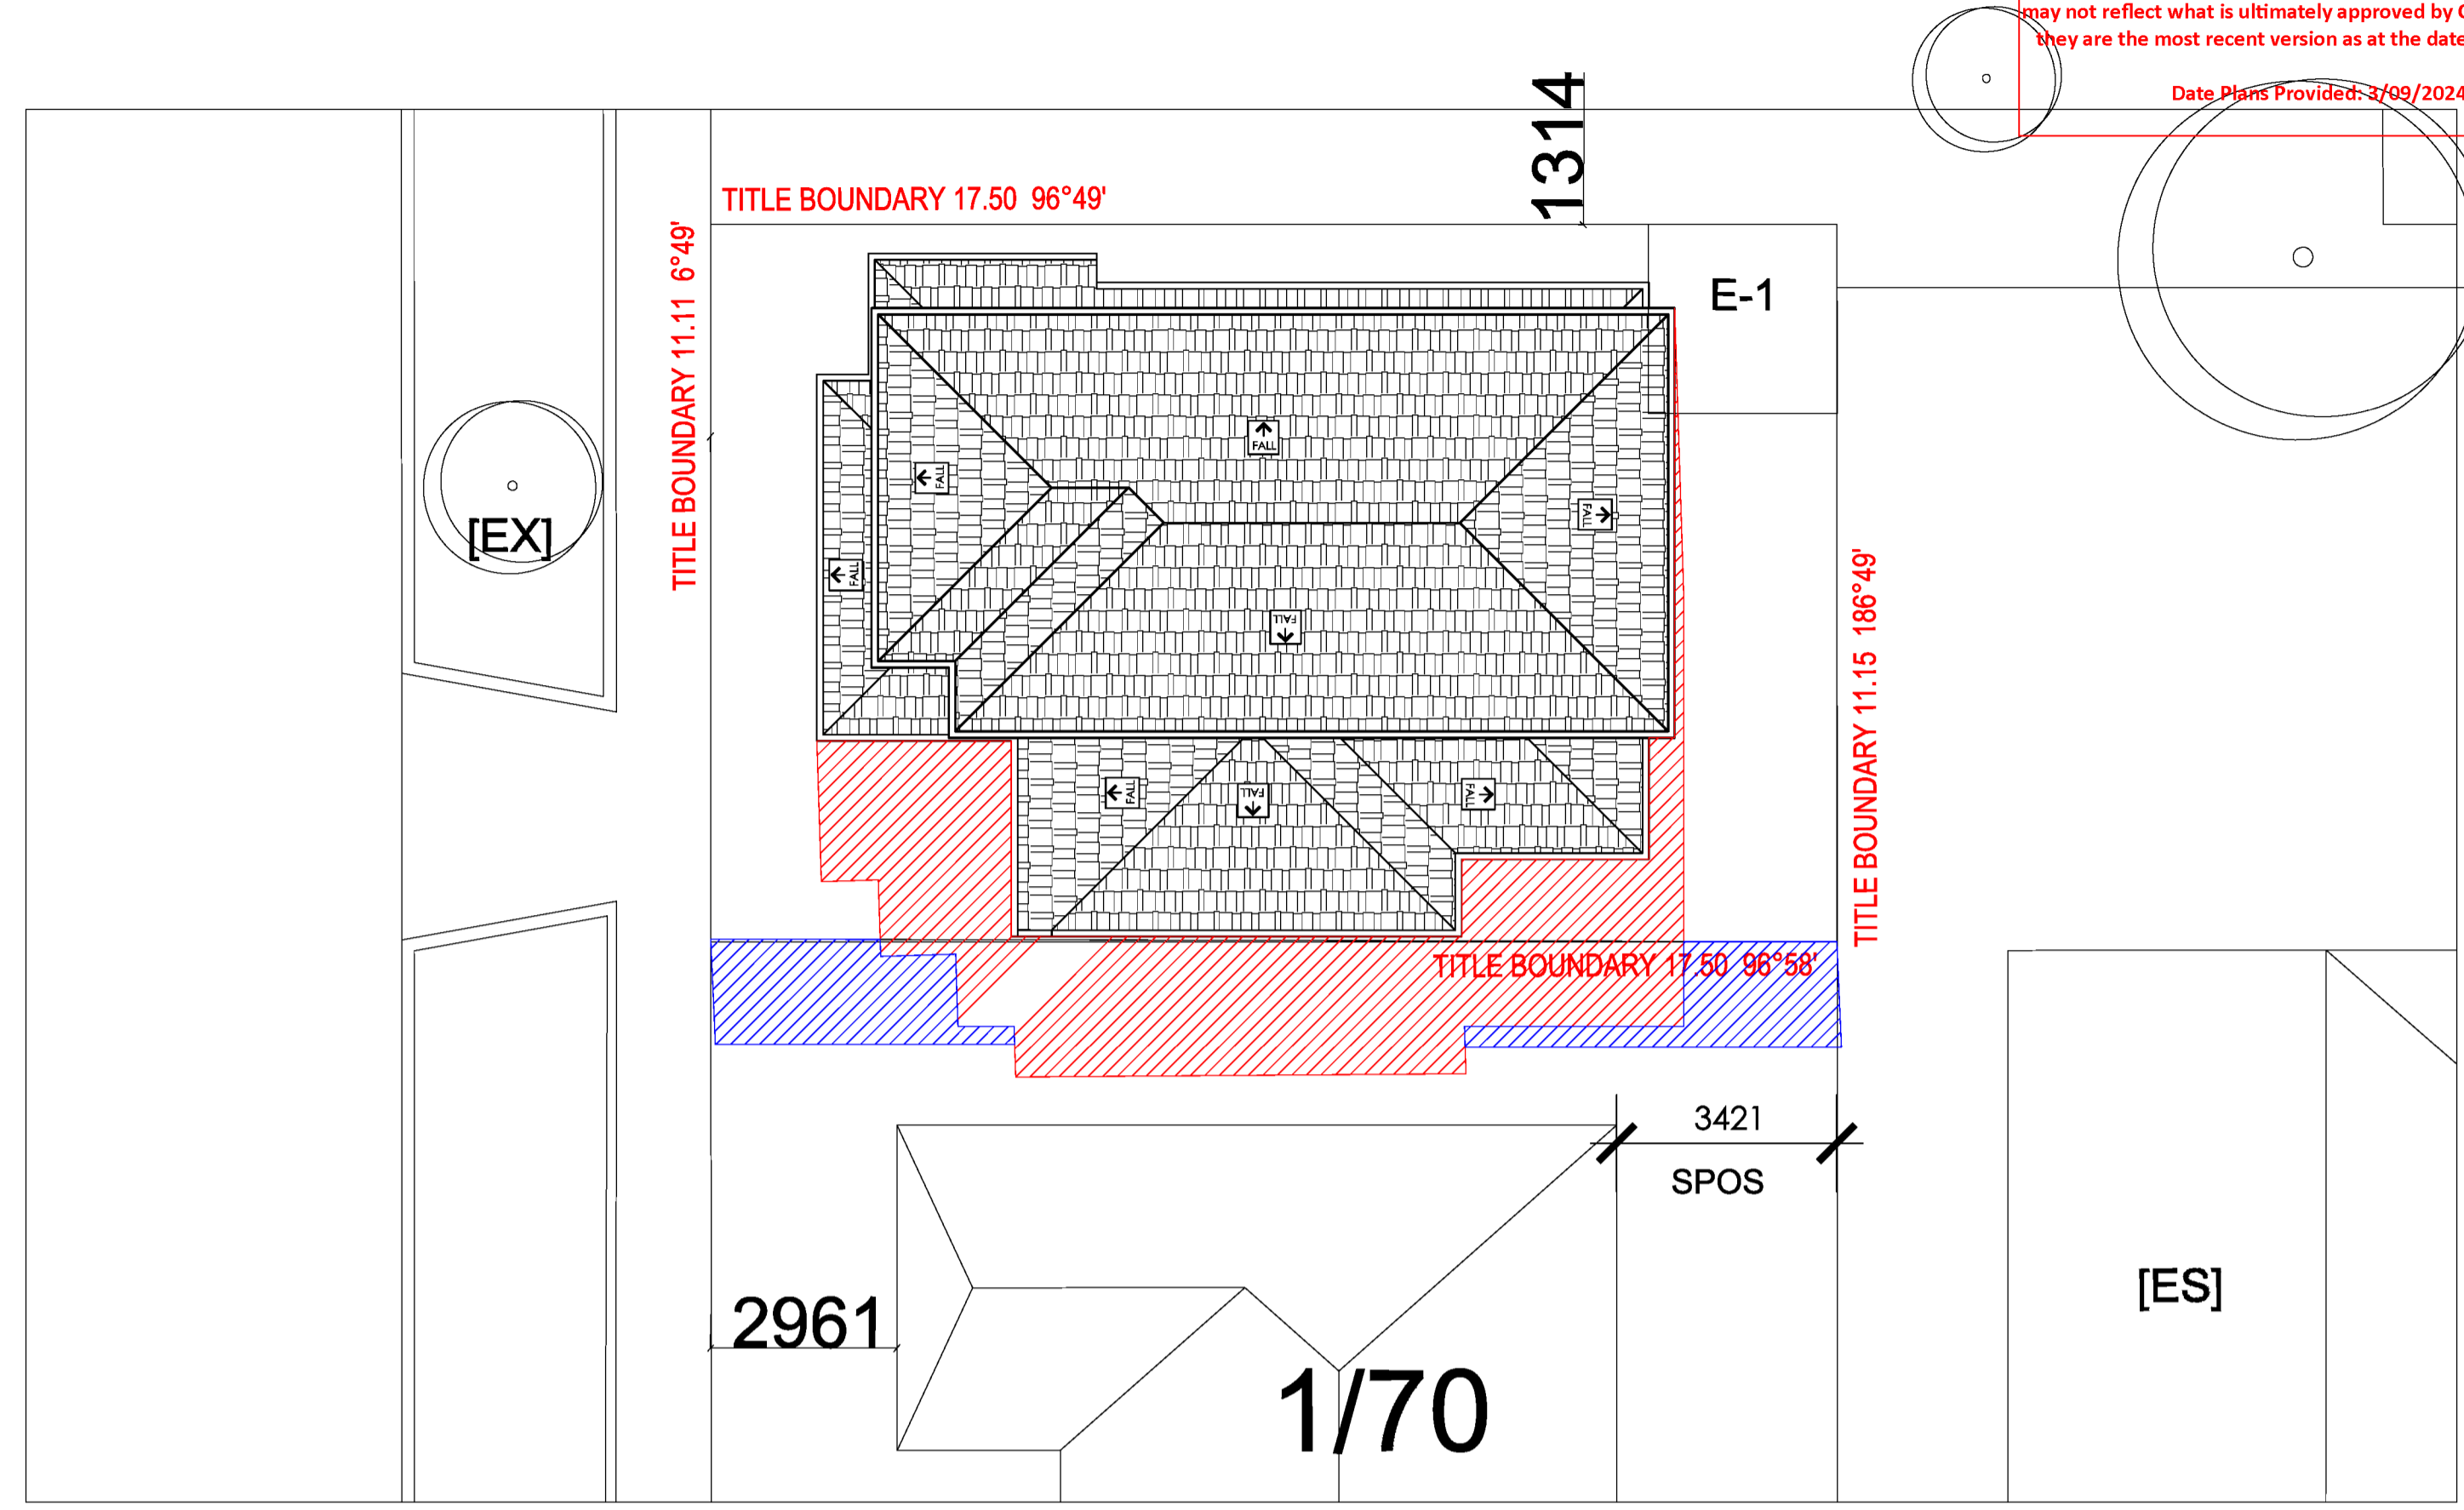 may not reflect what is ultimately approved by
they are the most recent version as at the date
Date Plans Provided: 3/09/2024
1314
TITLE BOUNDARY 17.50 96°49'
TITLE BOUNDARY 11.11 6°49'
E-1
FALL
FALL
[EX]
FALL
FALL
FALL
TITLE BOUNDARY 11.15 186°49'
FALL
FALL
FALL
TITLE BOUNDARY 17.50 96°58'
3421
SPOS
2961
[ES]
1/70